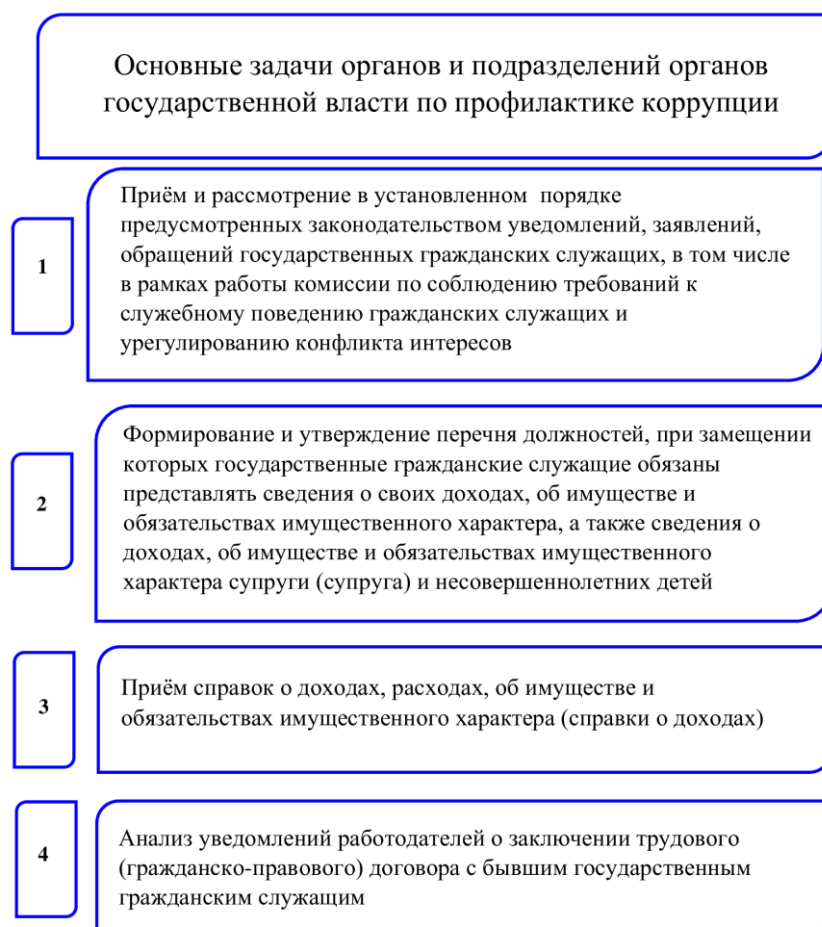 Основные задачи органов и подразделений органов
государственной власти по профилактике коррупции
1
Приём и рассмотрение в установленном порядке
предусмотренных законодательством уведомлений, заявлений,
обращений государственных гражданских служащих, в том числе
в рамках работы комиссии по соблюдению требований к
служебному поведению гражданских служащих и
урегулированию конфликта интересов
2
Формирование и утверждение перечня должностей, при замещении
которых государственные гражданские служащие обязаны
представлять сведения о своих доходах, об имуществе и
обязательствах имущественного характера, а также сведения о
доходах, об имуществе и обязательствах имущественного
характера супруги (супруга) и несовершеннолетних детей
3
Приём справок о доходах, расходах, об имуществе и
обязательствах имущественного характера (справки о доходах)
4
Анализ уведомлений работодателей о заключении трудового
(гражданско-правового) договора с бывшим государственным
гражданским служащим